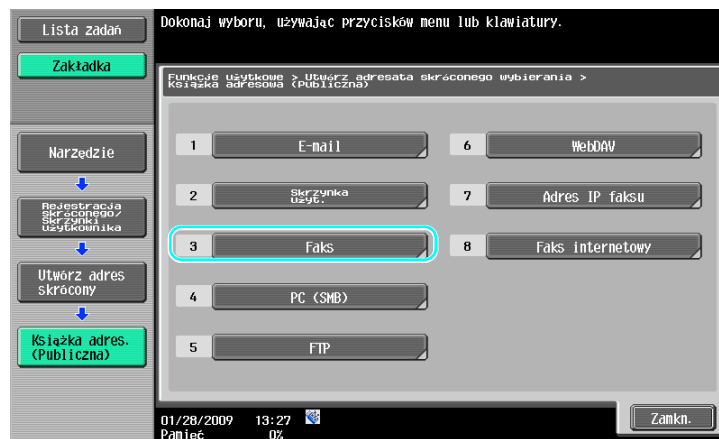 Lista zadań
Zakładka
Dokonaj wyboru, używając przycisków menu lub klawiatury.
Funkcje użytkowe > Utwórz adresata skróconego wybierania >
Książka adresowa (Publiczna)
Narzędzie
Rejestracja
skróconego/
Skrzynki
użytkownika
Utwórz adres
skrócony
Książka adres.
(Publiczna)
1 E-mail
2 Skrzynka
użyt.
3 Faks
4 PC (SMB)
5 FTP
6 WebDAV
7 Adres IP faksu
8 Faks internetowy
01/28/2009 13:27
Pamięć 0%
Zamkn.